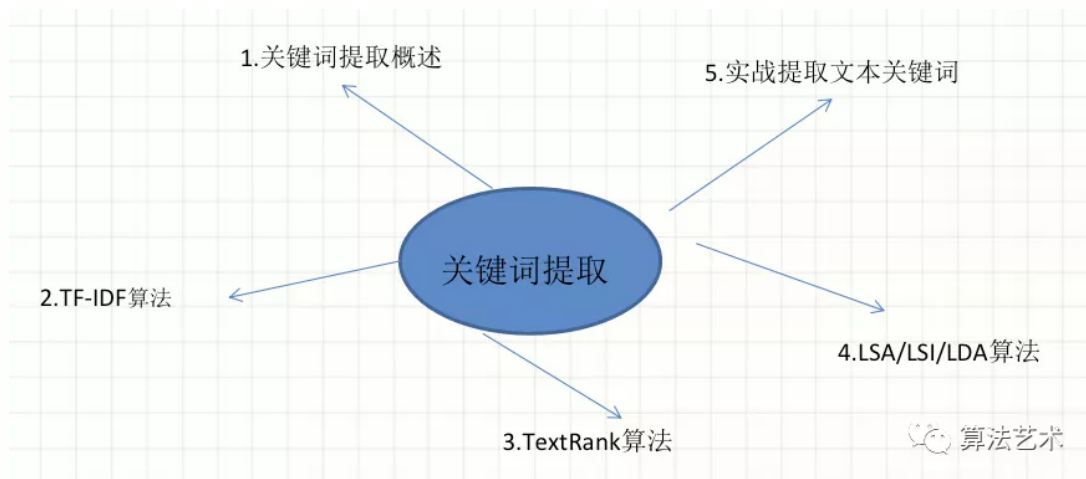 1.关键词提取概述
5.实战提取文本关键词
关键词提取
2.TF-IDF算法
4.LSA/LSI/LDA算法
3.TextRank算法
算法艺术